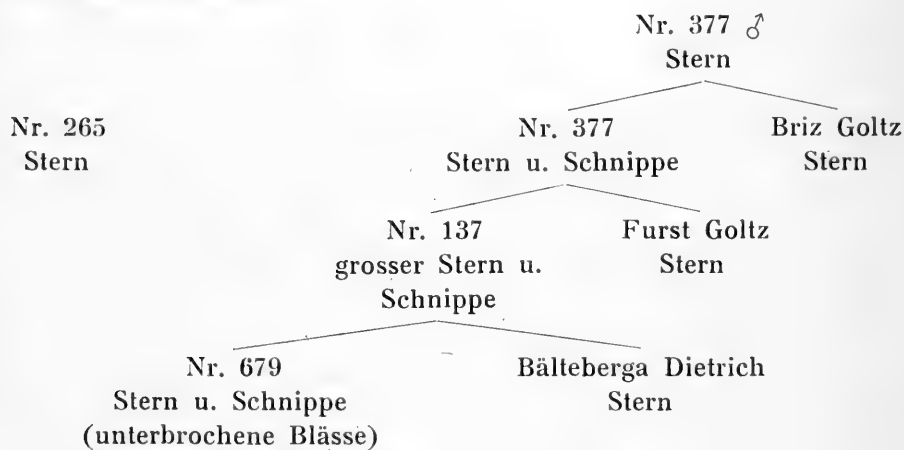 Nr. 377 ♂
Stern
Nr. 265
Stern
Nr. 377
Stern u. Schnippe
Briz Goltz
Stern
Nr. 137
grosser Stern u.
Schnippe
Furst Goltz
Stern
Nr. 679
Stern u. Schnippe
(unterbrochene Blässe)
Bälteberga Dietrich
Stern